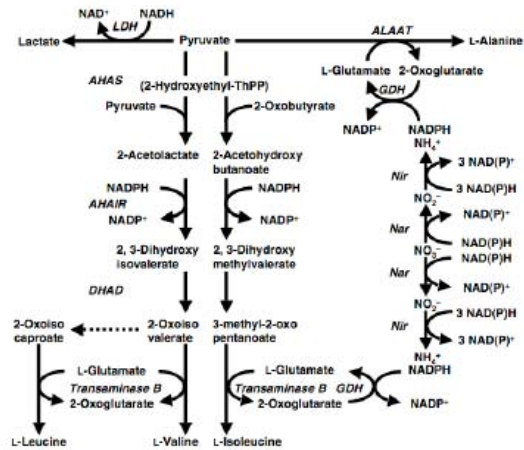 NAD⁺ NADH
LDH
Lactate Pyruvate ALAAT L-Alanine
AHAS (2-Hydroxyethyl-ThPP) L-Glutamate 2-Oxoglutarate
GDH
Pyruvate 2-Oxobutyrate
NADP⁺ NADPH
NH₄⁺
2-Acetolactate 2-Acetohydroxy
butanoate
Nir 3 NAD(P)⁺
3 NAD(P)H
NADPH NADPH
NO₂⁻
AHAIR Nar NAD(P)⁺
NADP⁺ NADP⁺
NAD(P)H
NO₃⁻
2, 3-Dihydroxy 2, 3-Dihydroxy
isovalerate methylvalerate
NAD(P)H
Nar NAD(P)⁺
DHAD
NO₂⁻
2-Oxoiso 2-Oxoiso 3-methyl-2-oxo
caproate valerate pentanoate
3 NAD(P)H
Nir 3 NAD(P)⁺
NH₄⁺
L-Glutamate L-Glutamate NADPH
Transaminase B Transaminase B GDH
2-Oxoglutarate 2-Oxoglutarate NADP⁺
L-Leucine L-Valine L-Isoleucine